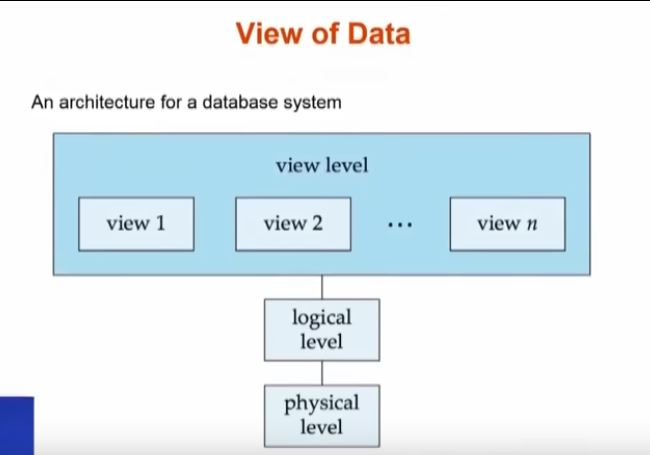 View of Data
An architecture for a database system
view level
view 1
view 2
...
view n
logical
level
physical
level